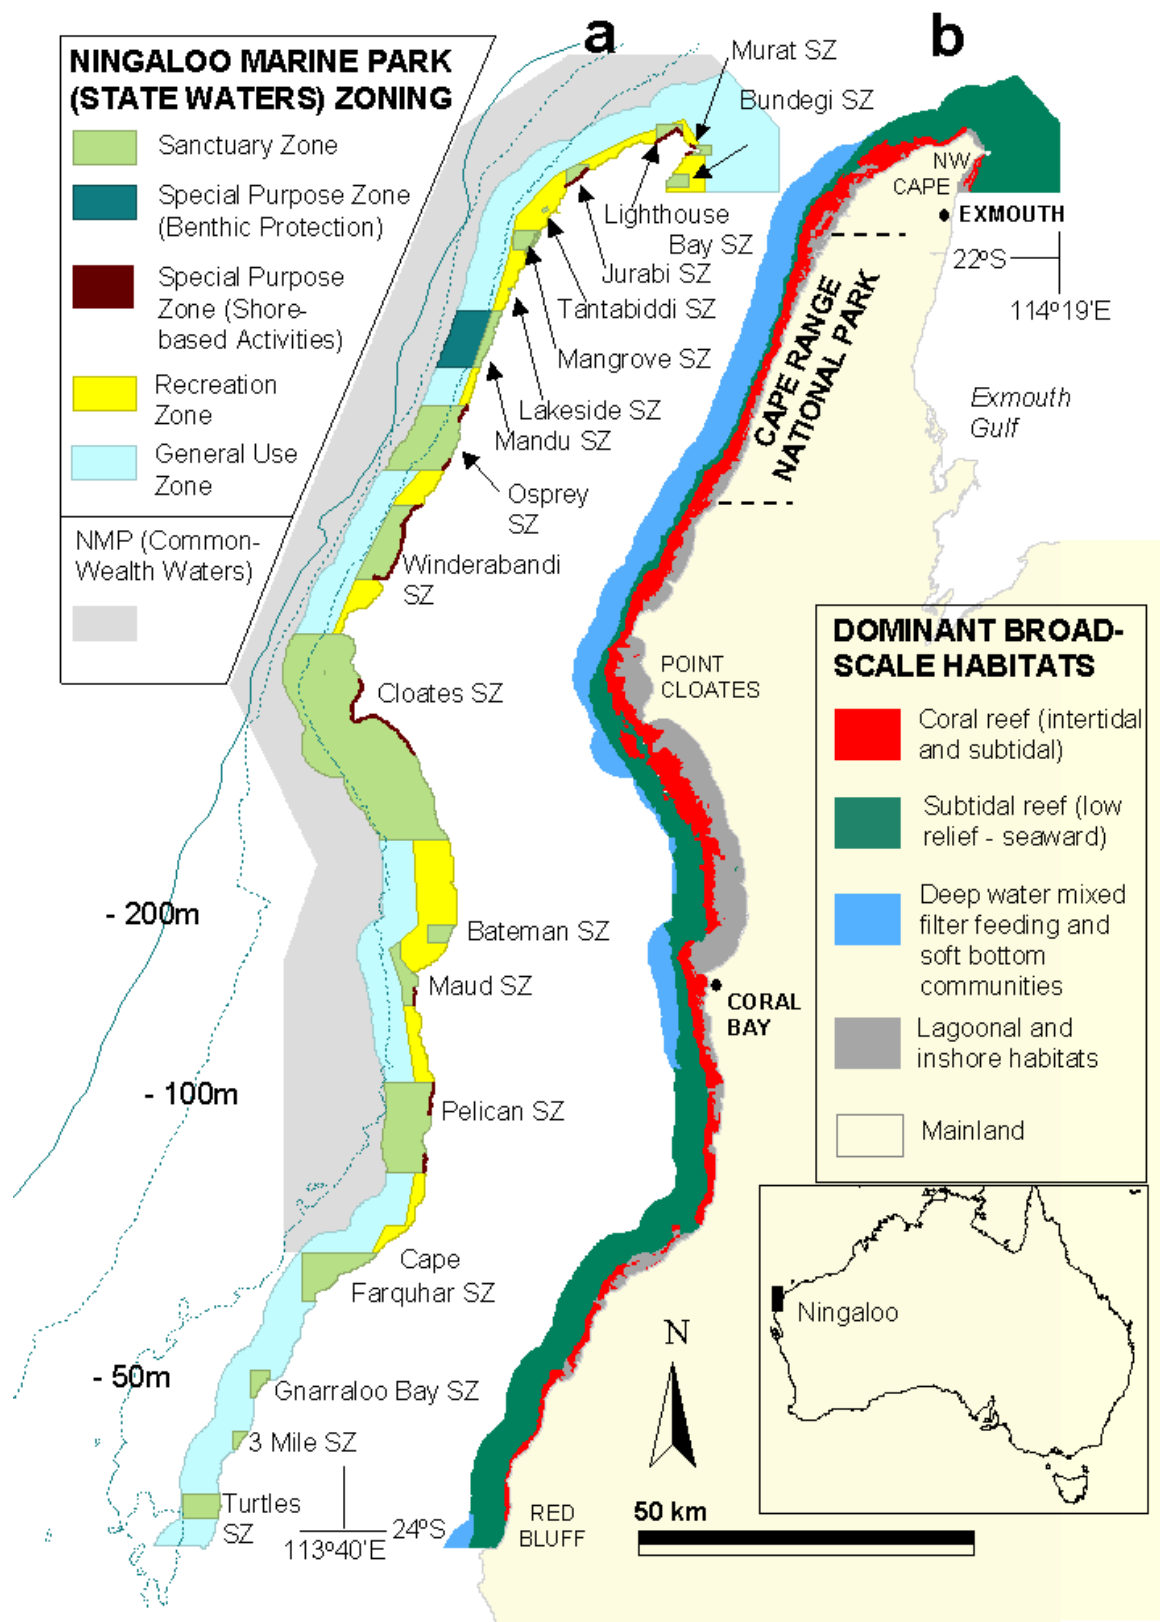 a
b
NINGALOO MARINE PARK
(STATE WATERS) ZONING
Sanctuary Zone
Special Purpose Zone
(Benthic Protection)
Special Purpose
Zone (Shore-
based Activities)
Recreation
Zone
General Use
Zone
NMP (Common-
Wealth Waters)
Murat SZ
Bundegi SZ
Lighthouse
Bay SZ
Jurabi SZ
Tantabiddi SZ
Mangrove SZ
Lakeside SZ
Mandu SZ
Osprey
SZ
Winderabandi
SZ
Cloates SZ
Bateman SZ
Maud SZ
Pelican SZ
Cape
Farquhar SZ
Gnarraloo Bay SZ
3 Mile SZ
Turtles
SZ
- 200m
- 100m
- 50m
113º40'E
24ºS
NW
CAPE
EXMOUTH
22ºS
114º19'E
CAPE RANGE
NATIONAL PARK
Exmouth
Gulf
POINT
CLOATES
CORAL
BAY
RED
BLUFF
DOMINANT BROAD-
SCALE HABITATS
Coral reef (intertidal
and subtidal)
Subtidal reef (low
relief - seaward)
Deep water mixed
filter feeding and
soft bottom
communities
Lagoonal and
inshore habitats
Mainland
Ningaloo
N
50 km